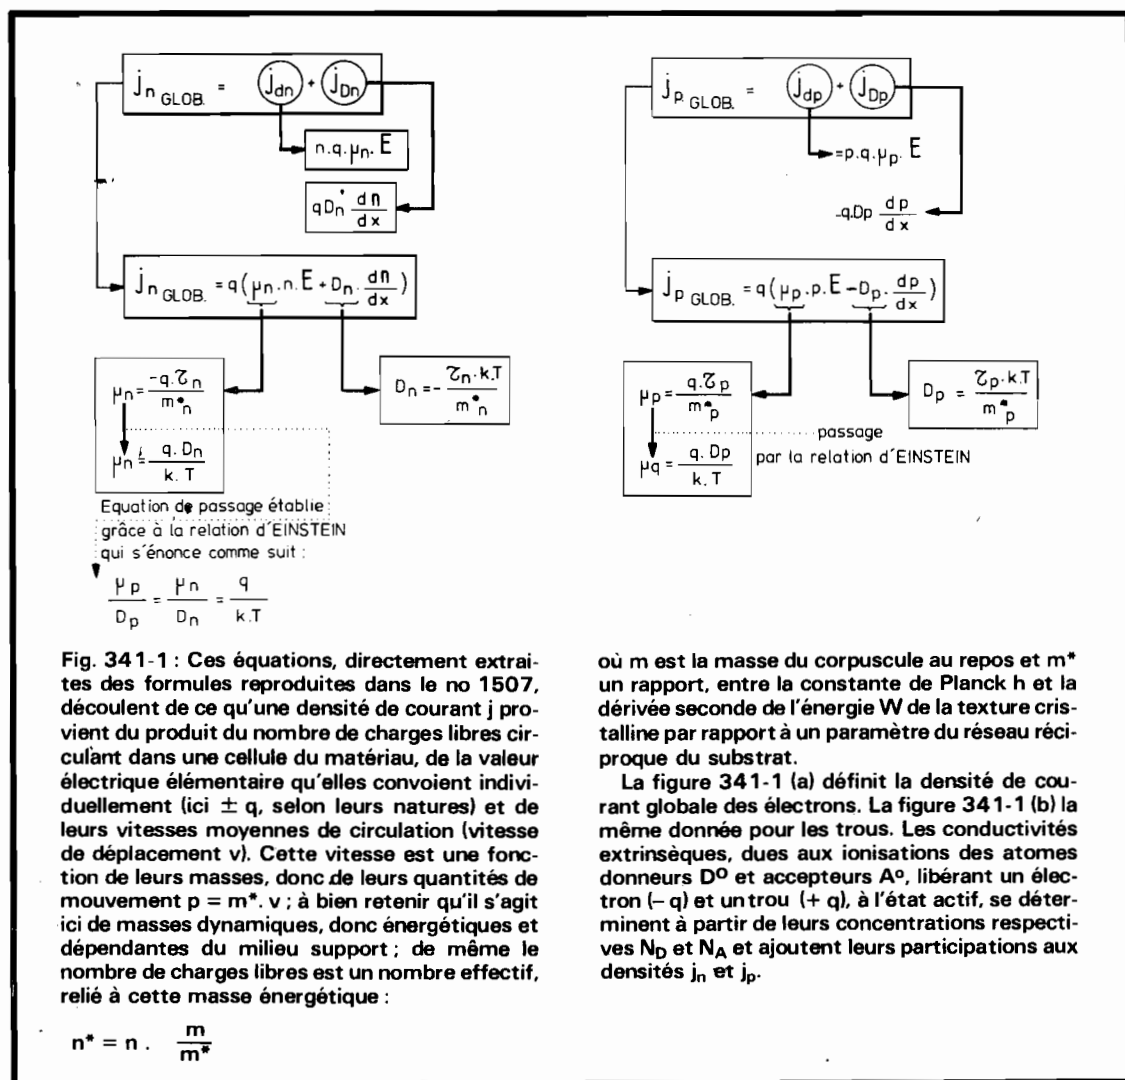 j n GLOB. = jdn + jDn
n.q.μn. E
qDn dn/dx
j n GLOB. = q(μn.n.E+Dn. dn/dx)
μn = -q.τn/m*n
μn = q.Dn/k.T
Dn = - τn.k.T/m*n
Equation de passage établie
grâce à la relation d'EINSTEIN
qui s'énonce comme suit :
μp/Dp = μn/Dn = q/k.T
j p GLOB. = jdp + jDp
=p.q.μp. E
-q.Dp dp/dx
j p GLOB. = q(μp.p.E-Dp. dp/dx)
μp = q.τp/m*p
μq = q.Dp/k.T
Dp = τp.k.T/m*p
passage
par la relation d'EINSTEIN
Fig. 341-1 : Ces équations, directement extrai-
tes des formules reproduites dans le no 1507,
découlent de ce qu'une densité de courant j pro-
vient du produit du nombre de charges libres cir-
culant dans une cellule du matériau, de la valeur
électrique élémentaire qu'elles convoient indivi-
duellement (ici ± q, selon leurs natures) et de
leurs vitesses moyennes de circulation (vitesse
de déplacement v). Cette vitesse est une fonc-
tion de leurs masses, donc de leurs quantités de
mouvement p = m*. v ; à bien retenir qu'il s'agit
ici de masses dynamiques, donc énergétiques et
dépendantes du milieu support ; de même le
nombre de charges libres est un nombre effectif,
relié à cette masse énergétique :
n* = n . m/m*
où m est la masse du corpuscule au repos et m*
un rapport, entre la constante de Planck h et la
dérivée seconde de l'énergie W de la texture cris-
talline par rapport à un paramètre du réseau réci-
proque du substrat.
La figure 341-1 (a) définit la densité de cou-
rant globale des électrons. La figure 341-1 (b) la
même donnée pour les trous. Les conductivités
extrinsèques, dues aux ionisations des atomes
donneurs D° et accepteurs A°, libérant un élec-
tron (– q) et un trou (+ q), à l'état actif, se déter-
minent à partir de leurs concentrations respecti-
ves ND et NA et ajoutent leurs participations aux
densités jn et jp.